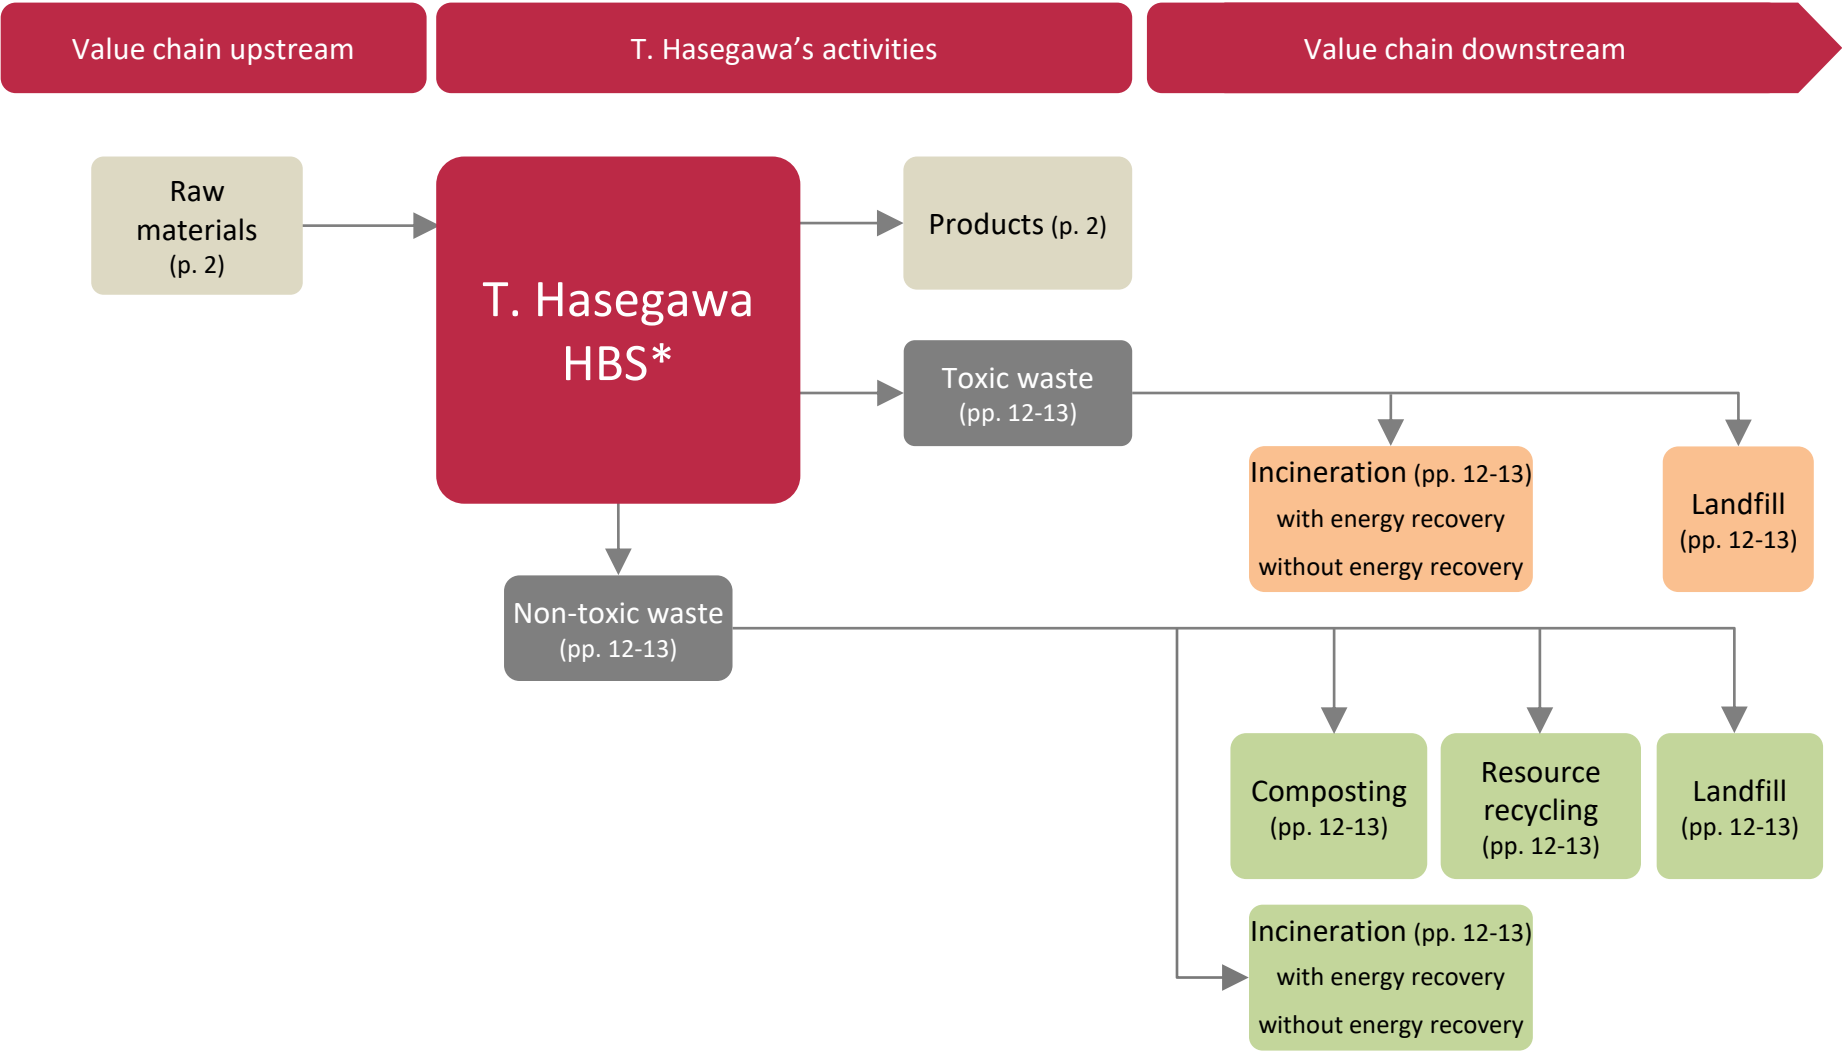 Value chain upstream
T. Hasegawa’s activities
Value chain downstream
Raw
materials
(p. 2)
T. Hasegawa
HBS*
Products (p. 2)
Toxic waste
(pp. 12-13)
Incineration (pp. 12-13)
with energy recovery
without energy recovery
Landfill
(pp. 12-13)
Non-toxic waste
(pp. 12-13)
Composting
(pp. 12-13)
Resource
recycling
(pp. 12-13)
Landfill
(pp. 12-13)
Incineration (pp. 12-13)
with energy recovery
without energy recovery